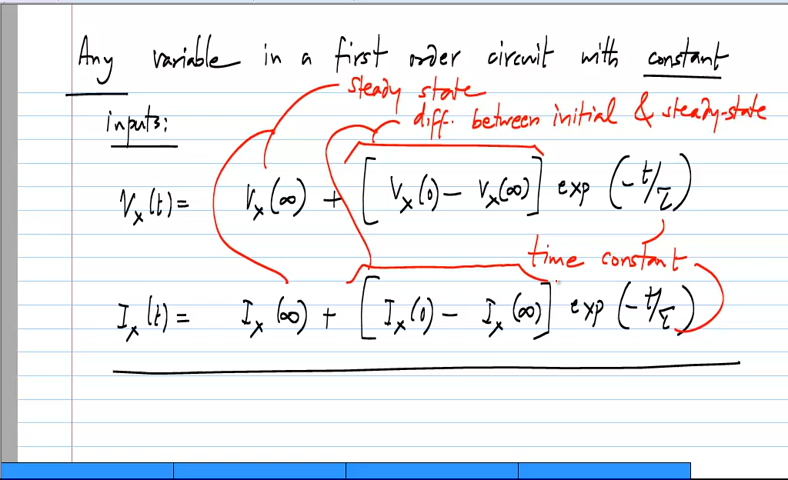 Any variable in a first order circuit with constant
steady state
inputs:
diff. between initial & steady-state
Vx(t) = Vx(∞) + [Vx(0) - Vx(∞)] exp (-t/τ)
time constant
Ix(t) = Ix(∞) + [Ix(0) - Ix(∞)] exp (-t/τ)